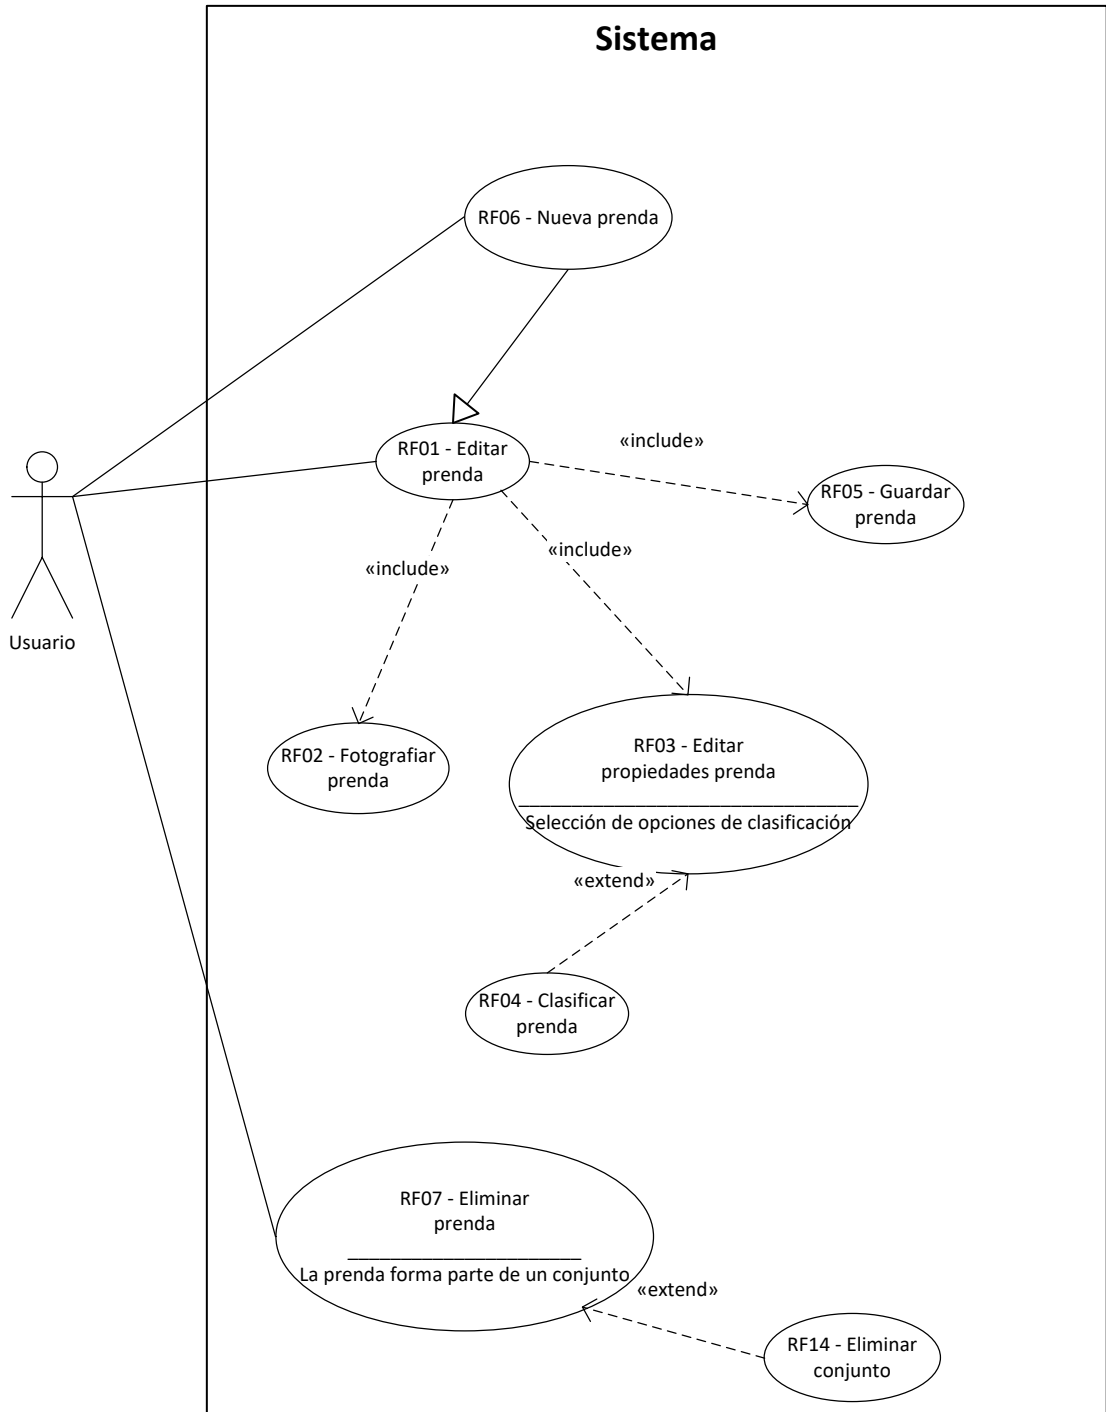 Sistema
RF06 - Nueva prenda
RF01 - Editar
prenda
«include»
RF05 - Guardar
prenda
«include»
«include»
Usuario
RF02 - Fotografiar
prenda
RF03 - Editar
propiedades prenda
Selección de opciones de clasificación
«extend»
RF04 - Clasificar
prenda
RF07 - Eliminar
prenda
La prenda forma parte de un conjunto
«extend»
RF14 - Eliminar
conjunto